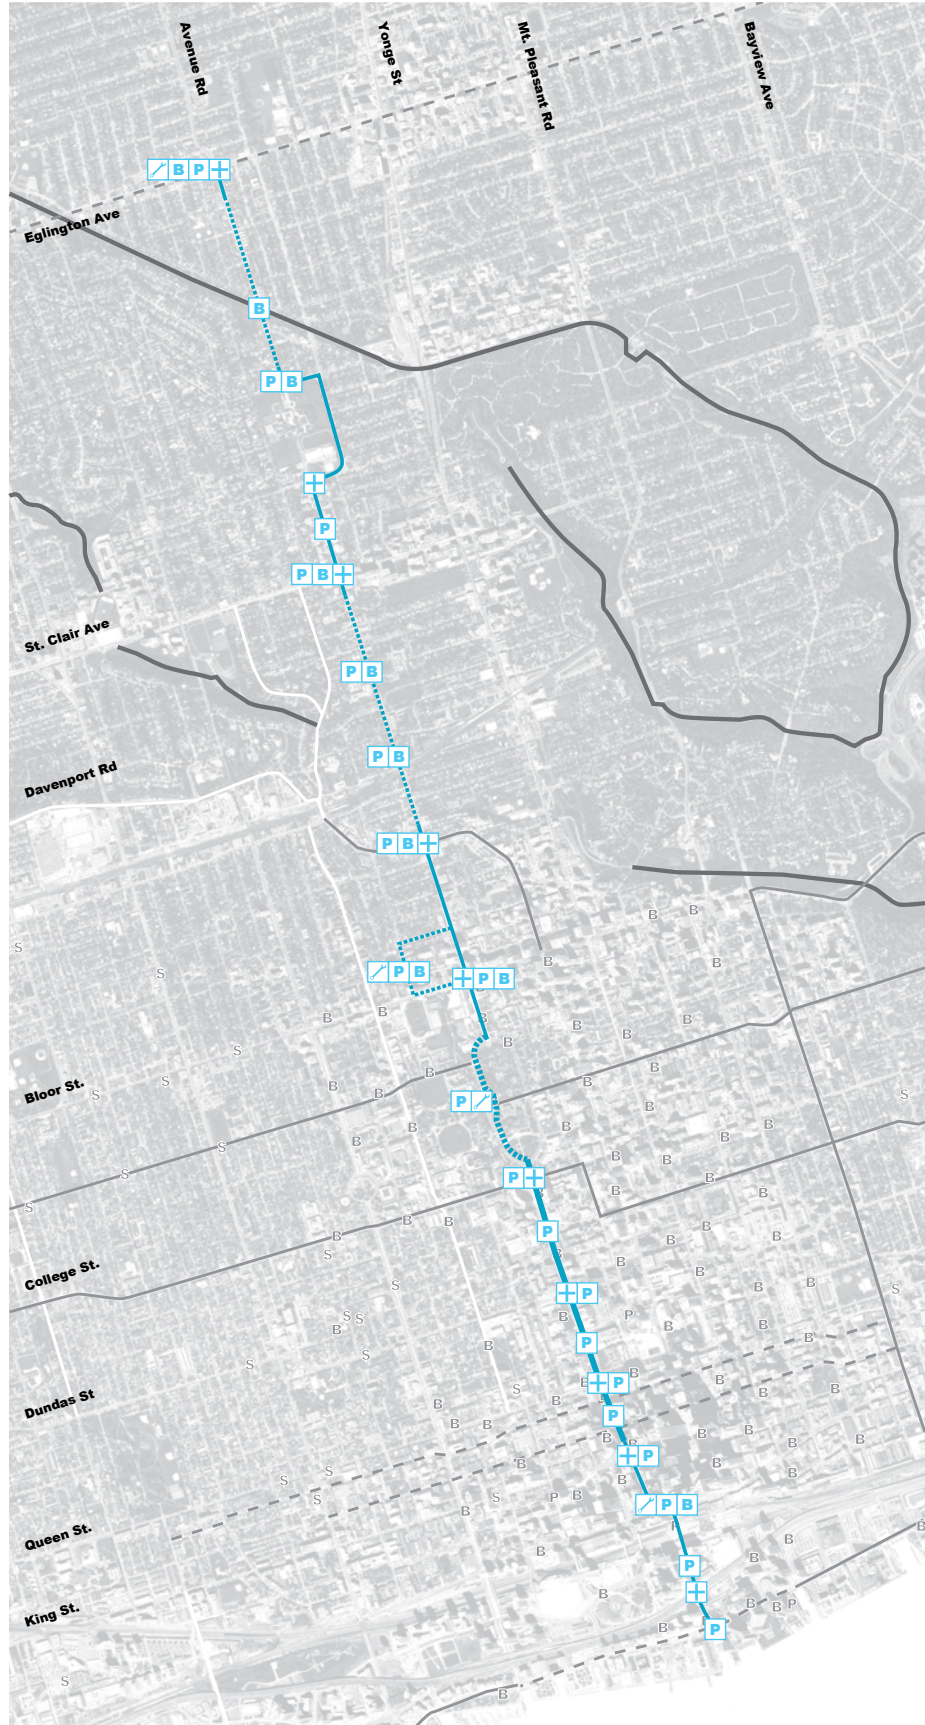 Avenue Rd
Yonge St
Mt. Pleasant Rd
Bayview Ave
B P
Eglington Ave
B
P B
P
P B
St. Clair Ave
P B
Davenport Rd
P B
P B
B B
S
B
S
B
P B
P B
B B
B
B
B
B
S
B
Bloor St.
S
S
B
B
B
B
B
S
P
B
B
B
B
B
B
S
S
B
B
P
B
B
B
S
B
B
B
P
B
B
S
College St.
B
B
B
B
S
S
P
B
P
B
S S
B
B
B
S
S
B
P
B
Dundas St
S
P
B
B
B
B
B
B
B
P
B
B
B
B
S
S
B
P
B
B
B
S
B
S
P
B
P B
B
Queen St.
P
B
B
B
B
King St.
B
B
B P
B
P
S
B